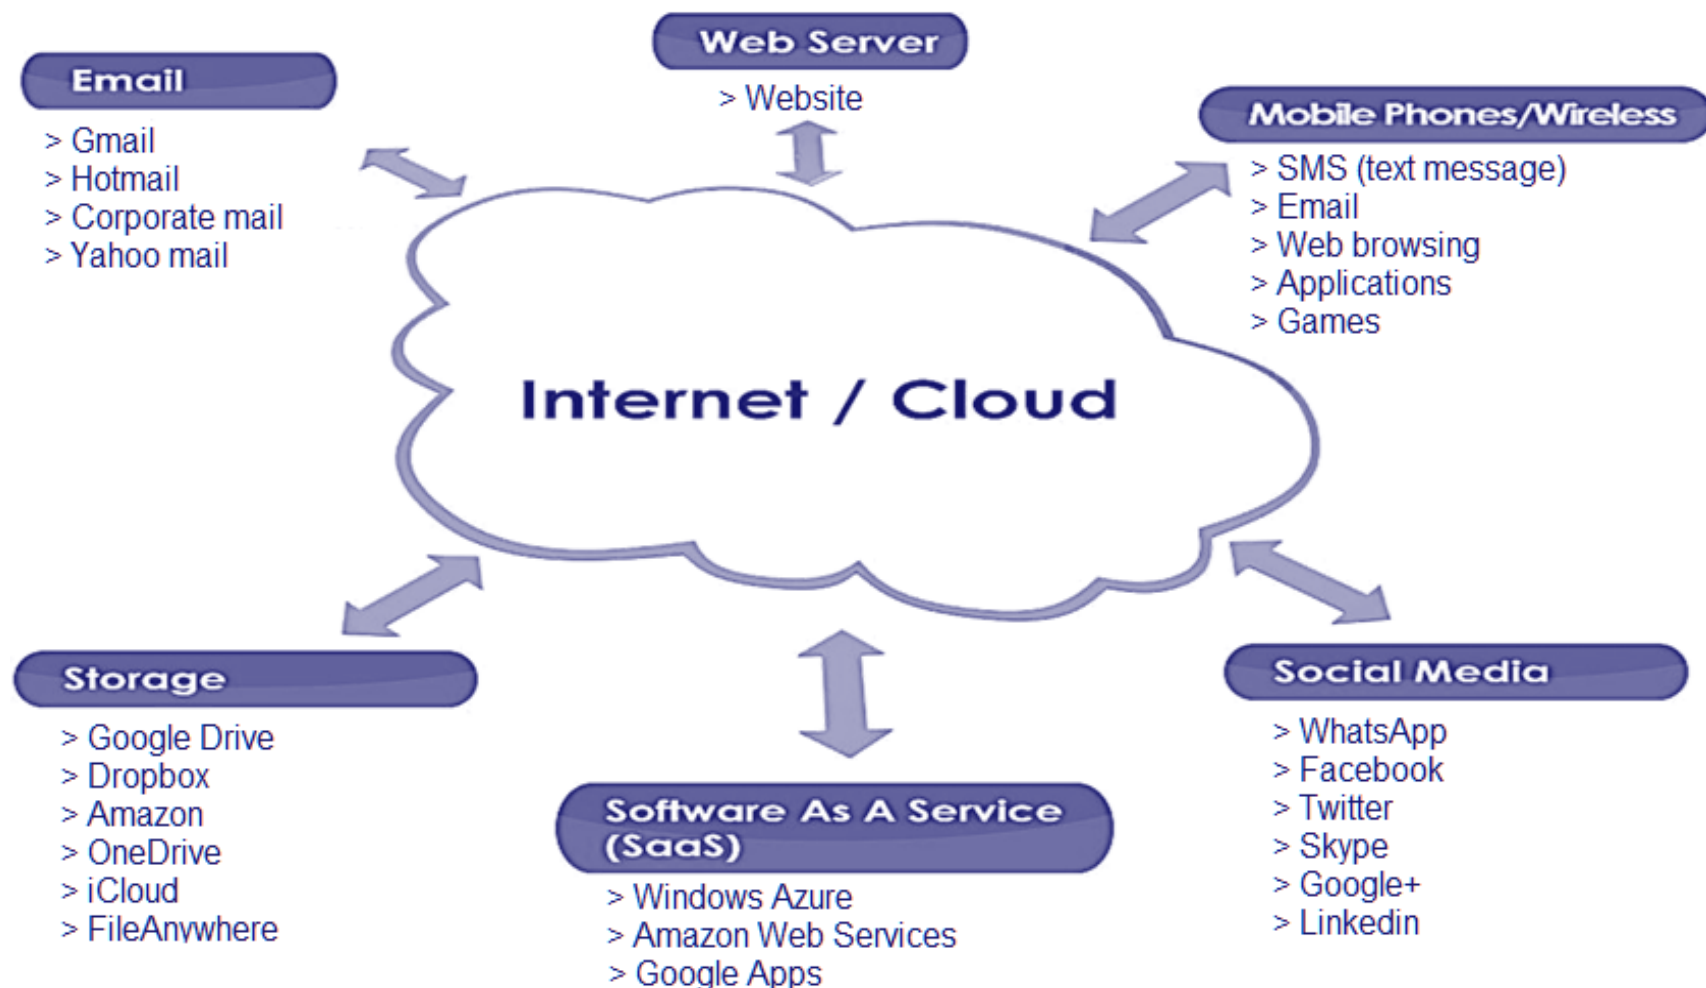 Email
> Gmail
> Hotmail
> Corporate mail
> Yahoo mail
Web Server
> Website
Mobile Phones/Wireless
> SMS (text message)
> Email
> Web browsing
> Applications
> Games
Internet / Cloud
Storage
> Google Drive
> Dropbox
> Amazon
> OneDrive
> iCloud
> FileAnywhere
Software As A Service
(SaaS)
> Windows Azure
> Amazon Web Services
> Google Apps
Social Media
> WhatsApp
> Facebook
> Twitter
> Skype
> Google+
> Linkedin